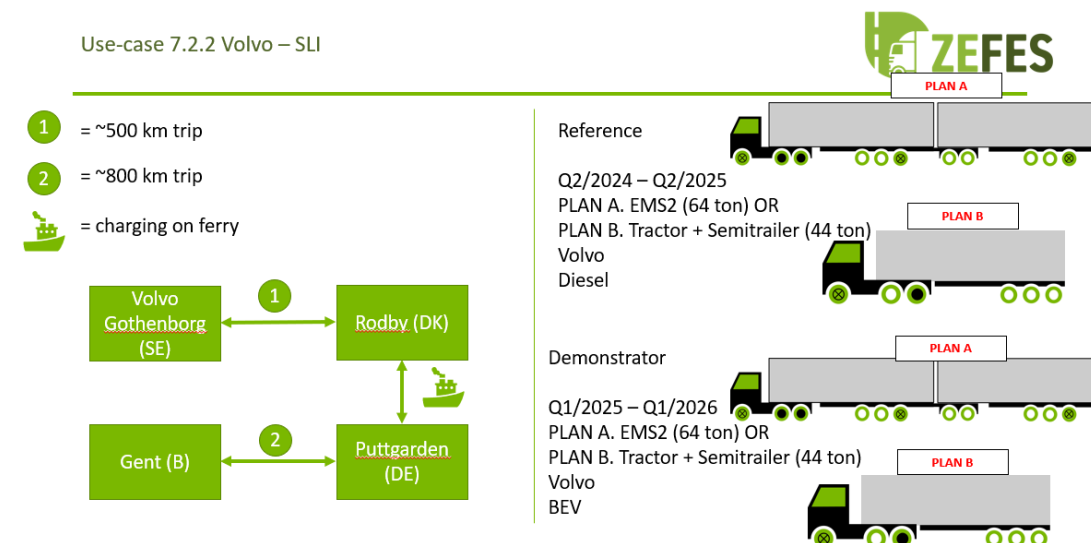 Use-case 7.2.2 Volvo – SLI
ZEFES
1
= ~500 km trip
2
= ~800 km trip
= charging on ferry
Volvo
Gothenborg
(SE)
1
Rodby (DK)
Gent (B)
2
Puttgarden
(DE)
PLAN A
Reference
Q2/2024 – Q2/2025
PLAN A. EMS2 (64 ton) OR
PLAN B. Tractor + Semitrailer (44 ton)
Volvo
Diesel
PLAN B
Demonstrator
PLAN A
Q1/2025 – Q1/2026
PLAN A. EMS2 (64 ton) OR
PLAN B. Tractor + Semitrailer (44 ton)
Volvo
BEV
PLAN B